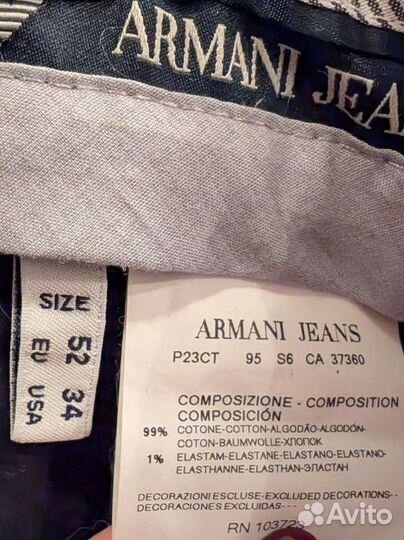 ARMANI JEA
SIZE
52 EU
34 USA
ARMANI JEANS
P23CT 95 S6 CA 37360
COMPOSIZIONE - COMPOSITION
COMPOSICIÓN
99% COTONE-COTTON-ALGODÃO-ALGODÓN-
COTON-BAUMWOLLE-ХЛОПОК
1% ELASTAM-ELASTANE-ELASTANO-ELASTANO-
ELASTHANNE-ELASTHAN-ЭЛАСТАН
DECORAZIONI ESCLUSE-EXCLUDED DECORATIONS-
DECORACIONES EXCLUIDAS
RN 103729
Avito